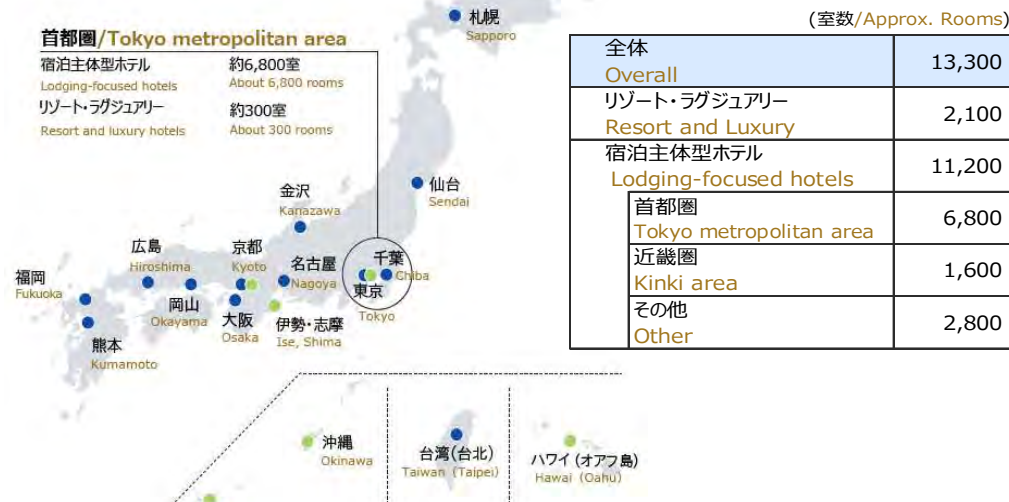 札幌
Sapporo
首都圏/Tokyo metropolitan area
宿泊主体型ホテル 約6,800室
Lodging-focused hotels About 6,800 rooms
リゾート・ラグジュアリー 約300室
Resort and luxury hotels About 300 rooms
仙台
Sendai
金沢
Kanazawa
広島
Hiroshima
京都
Kyoto
名古屋
Nagoya
千葉
Chiba
東京
Tokyo
福岡
Fukuoka
岡山
Okayama
大阪
Osaka
伊勢・志摩
Ise, Shima
熊本
Kumamoto
沖縄
Okinawa
台湾(台北)
Taiwan (Taipei)
ハワイ (オアフ島)
Hawai (Oahu)
(室数/Approx. Rooms)
全体
Overall 13,300
リゾート・ラグジュアリー
Resort and Luxury 2,100
宿泊主体型ホテル
Lodging-focused hotels 11,200
首都圏
Tokyo metropolitan area 6,800
近畿圏
Kinki area 1,600
その他
Other 2,800